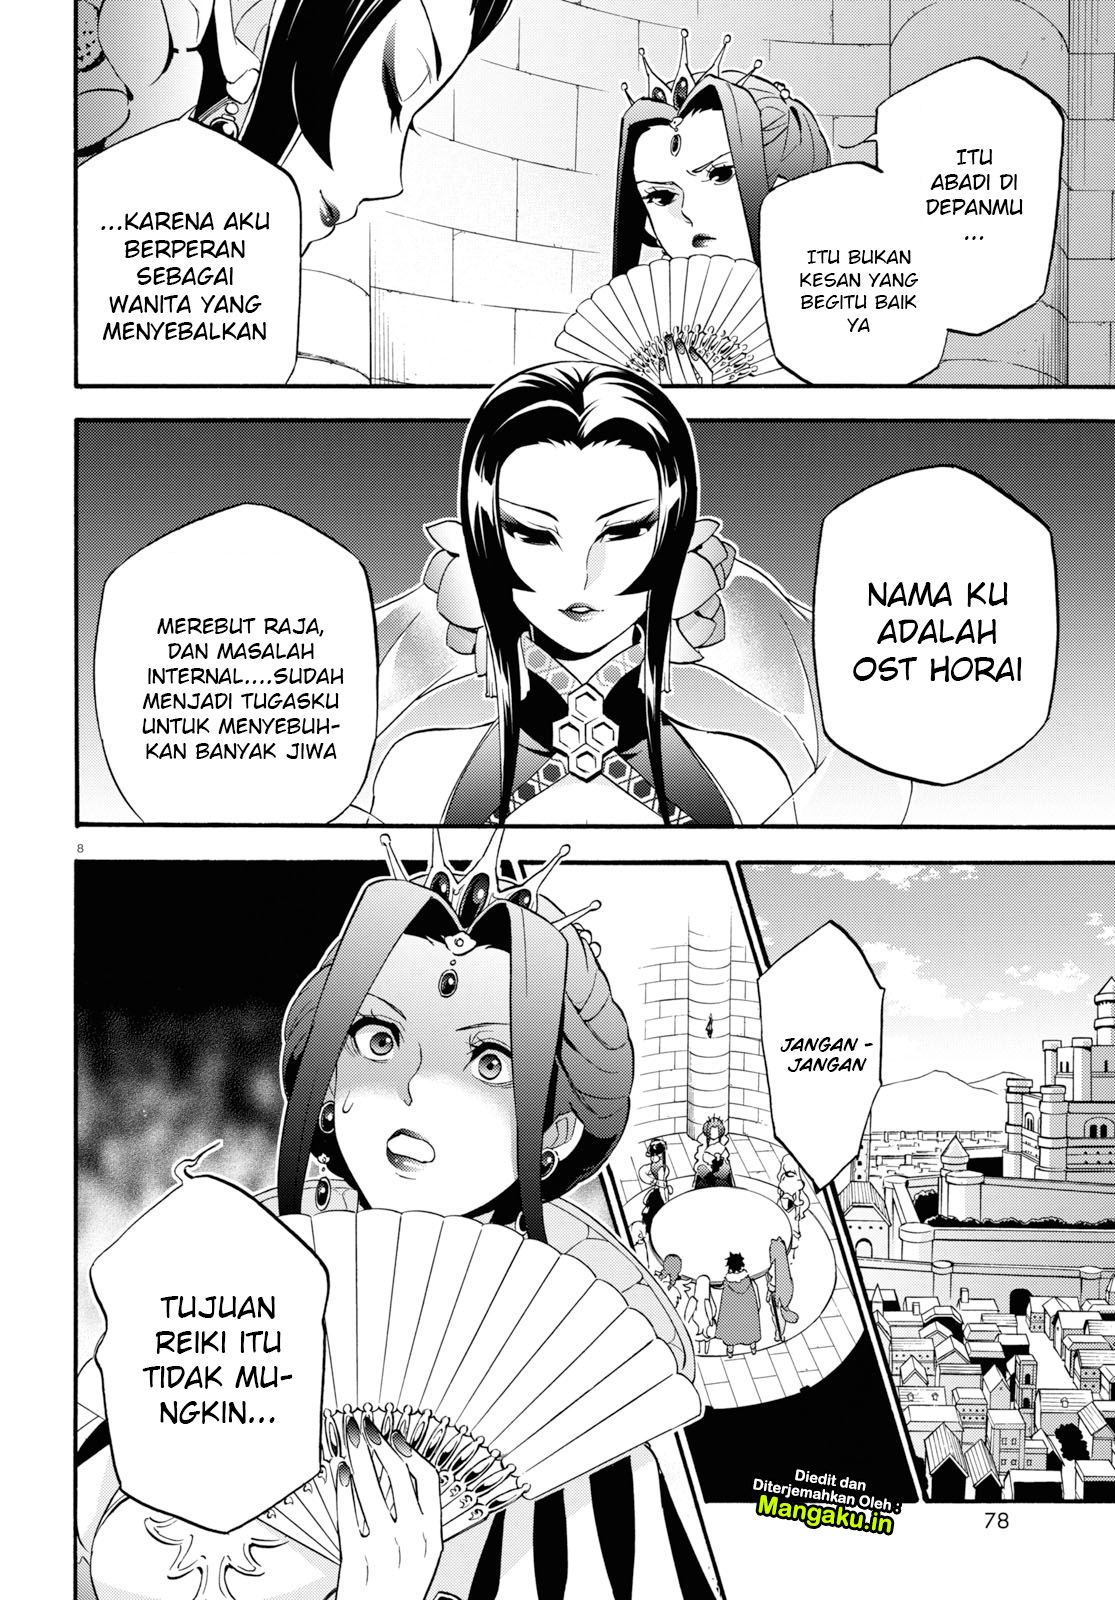 ITU
ABADI DI
DEPANMU
...
ITU BUKAN
KESAN YANG
BEGITU BAIK
YA
...KARENA AKU
BERPERAN
SEBAGAI
WANITA YANG
MENYEBALKAN
NAMA KU
ADALAH
OST HORAI
MEREBUT RAJA,
DAN MASALAH
INTERNAL....SUDAH
MENJADI TUGASKU
UNTUK MENYEBUH-
KAN BANYAK JIWA
8
JANGAN -
JANGAN
TUJUAN
REIKI ITU
TIDAK MU-
NGKIN...
Diedit dan
Diterjemahkan Oleh :
Mangaku.in
78